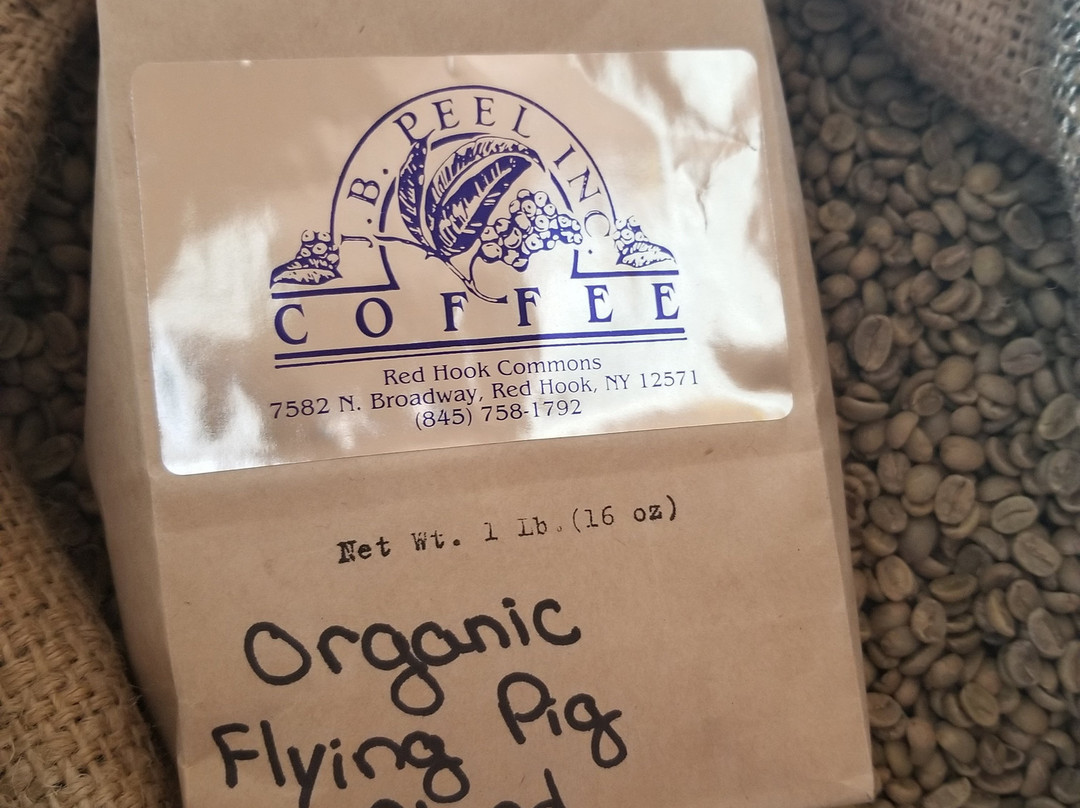 J.B. PEEL INC.
COFFEE
Red Hook Commons
7582 N. Broadway, Red Hook, NY 12571
(845) 758-1792
Net Wt. 1 Lb.(16 oz)
Organic
Flying Pig